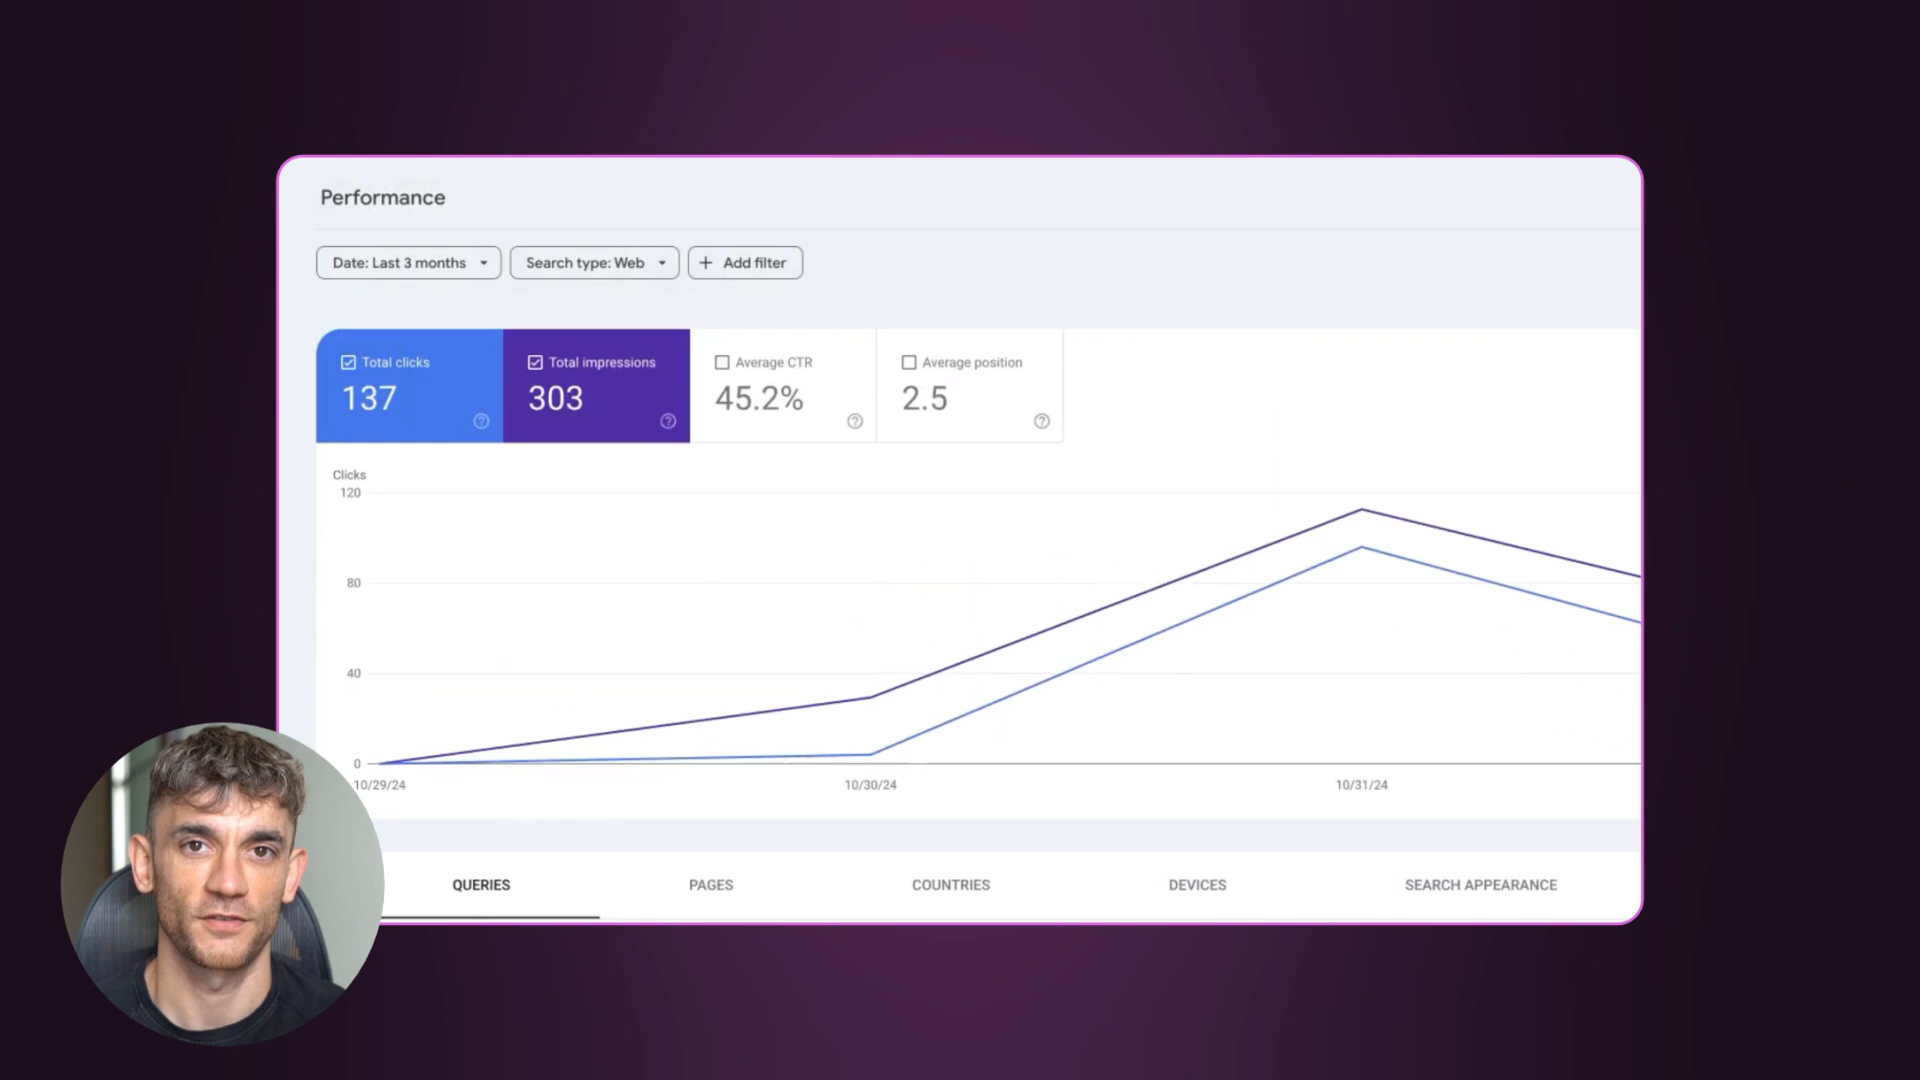 Performance
Date: Last 3 months
Search type: Web
+ Add filter
Total clicks
137
Total impressions
303
Average CTR
45.2%
Average position
2.5
Clicks
120
80
40
0
10/29/24
10/30/24
10/31/24
QUERIES
PAGES
COUNTRIES
DEVICES
SEARCH APPEARANCE